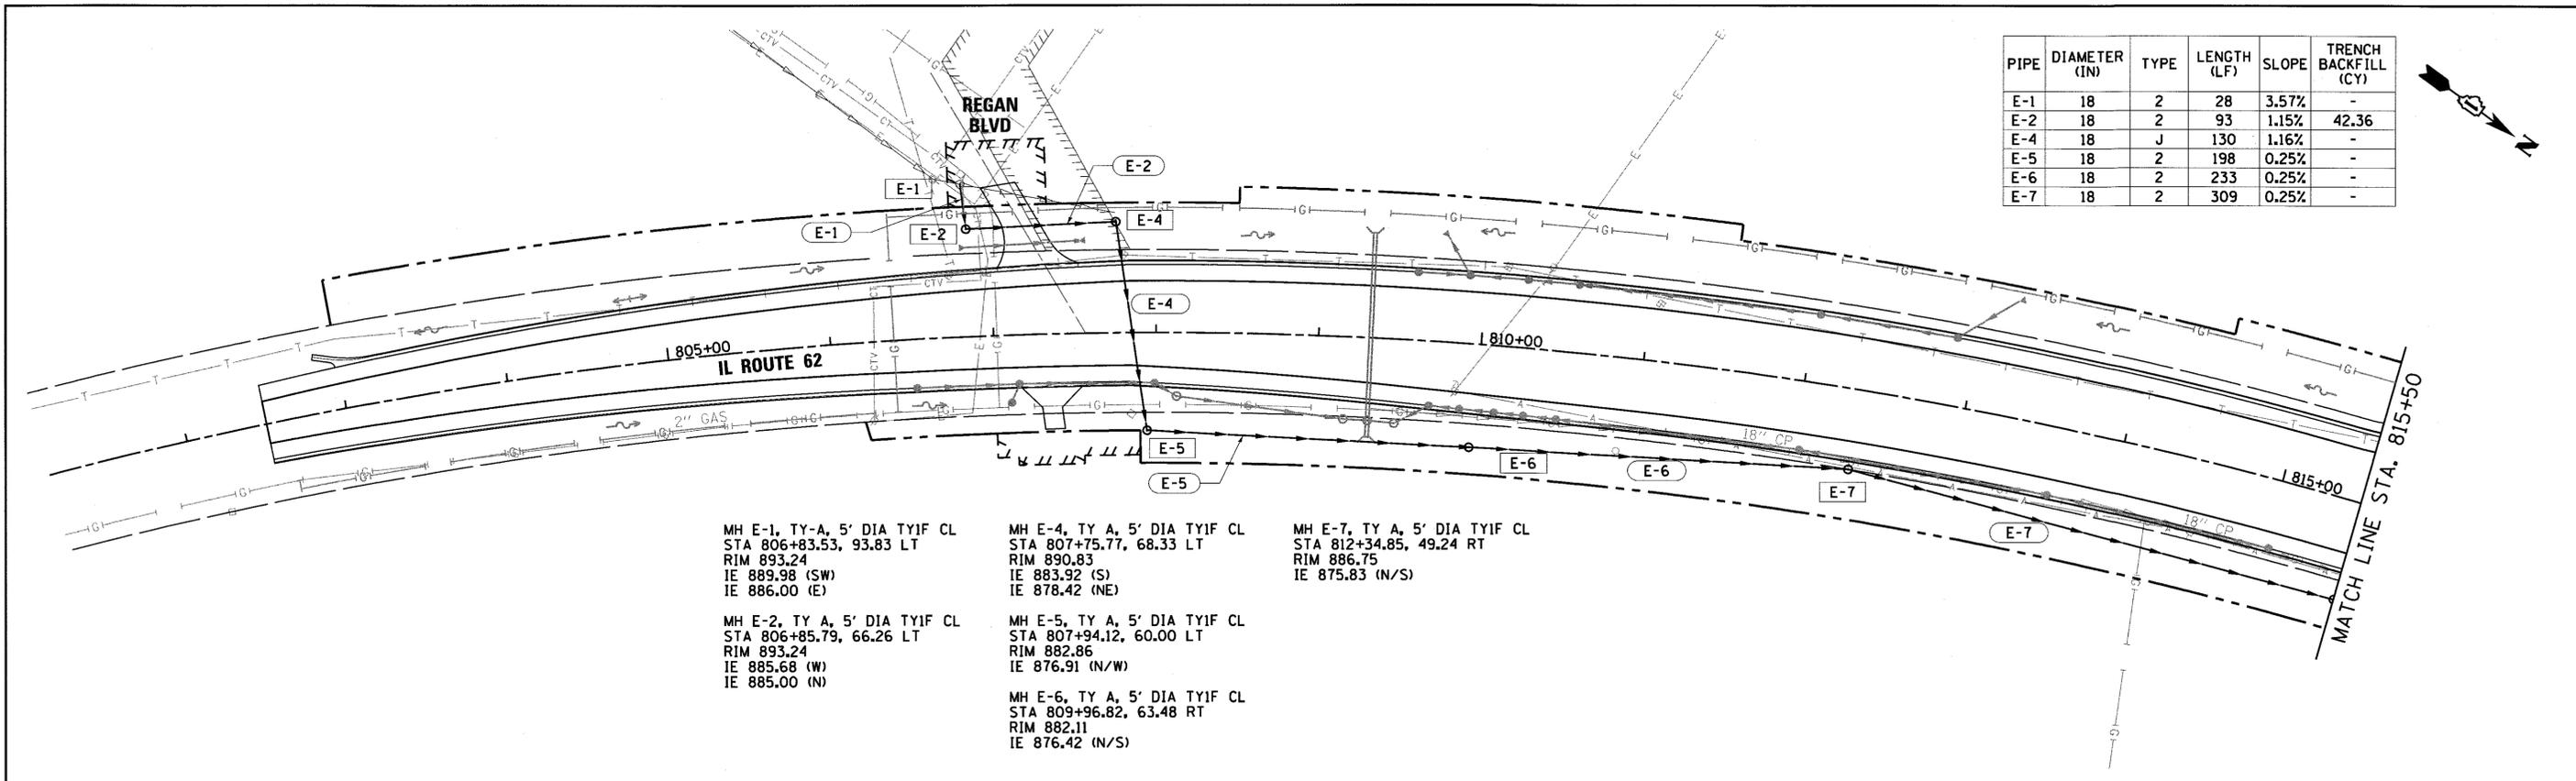 PIPE DIAMETER (IN) TYPE LENGTH (LF) SLOPE TRENCH BACKFILL (CY)
E-1 18 2 28 3.57% -
E-2 18 2 93 1.15% 42.36
E-4 18 J 130 1.16% -
E-5 18 2 198 0.25% -
E-6 18 2 233 0.25% -
E-7 18 2 309 0.25% -
N
REGAN
BLVD
E-1
E-2
E-1
E-2
E-4
E-4
805+00
IL ROUTE 62
810+00
815+00
2" GAS
18" CP
18" CP
E-5
E-5
E-6
E-6
E-7
E-7
MATCH LINE STA. 815+50
MH E-1, TY-A, 5' DIA TY1F CL
STA 806+83.53, 93.83 LT
RIM 893.24
IE 889.98 (SW)
IE 886.00 (E)
MH E-2, TY A, 5' DIA TY1F CL
STA 806+85.79, 66.26 LT
RIM 893.24
IE 885.68 (W)
IE 885.00 (N)
MH E-4, TY A, 5' DIA TY1F CL
STA 807+75.77, 68.33 LT
RIM 890.83
IE 883.92 (S)
IE 878.42 (NE)
MH E-5, TY A, 5' DIA TY1F CL
STA 807+94.12, 60.00 LT
RIM 882.86
IE 876.91 (N/W)
MH E-6, TY A, 5' DIA TY1F CL
STA 809+96.82, 63.48 RT
RIM 882.11
IE 876.42 (N/S)
MH E-7, TY A, 5' DIA TY1F CL
STA 812+34.85, 49.24 RT
RIM 886.75
IE 875.83 (N/S)